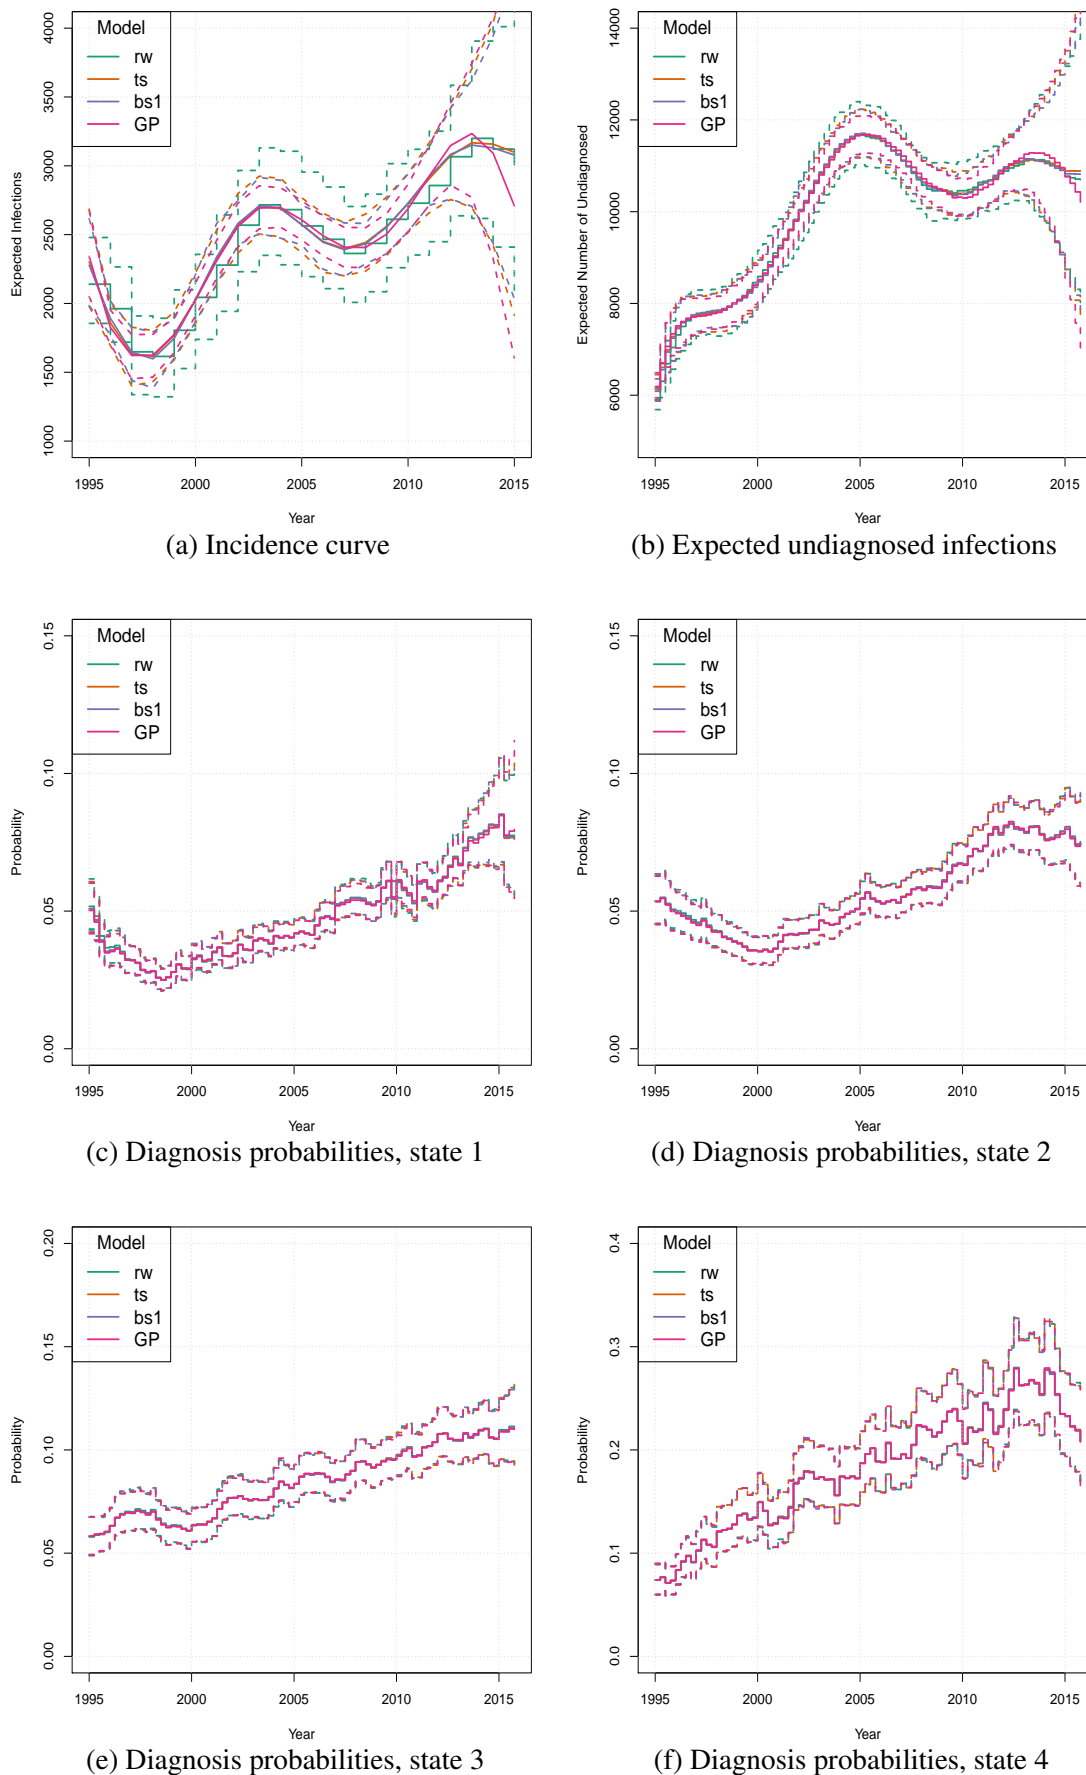 Model
rw
ts
bs1
GP
Expected Infections
4000
3500
3000
2500
2000
1500
1000
1995 2000 2005 2010 2015
Year
(a) Incidence curve
Model
rw
ts
bs1
GP
Expected Number of Undiagnosed
14000
12000
10000
8000
6000
1995 2000 2005 2010 2015
Year
(b) Expected undiagnosed infections
Model
rw
ts
bs1
GP
Probability
0.15
0.10
0.05
0.00
1995 2000 2005 2010 2015
Year
(c) Diagnosis probabilities, state 1
Model
rw
ts
bs1
GP
Probability
0.15
0.10
0.05
0.00
1995 2000 2005 2010 2015
Year
(d) Diagnosis probabilities, state 2
Model
rw
ts
bs1
GP
Probability
0.20
0.15
0.10
0.05
0.00
1995 2000 2005 2010 2015
Year
(e) Diagnosis probabilities, state 3
Model
rw
ts
bs1
GP
Probability
0.4
0.3
0.2
0.1
0.0
1995 2000 2005 2010 2015
Year
(f) Diagnosis probabilities, state 4